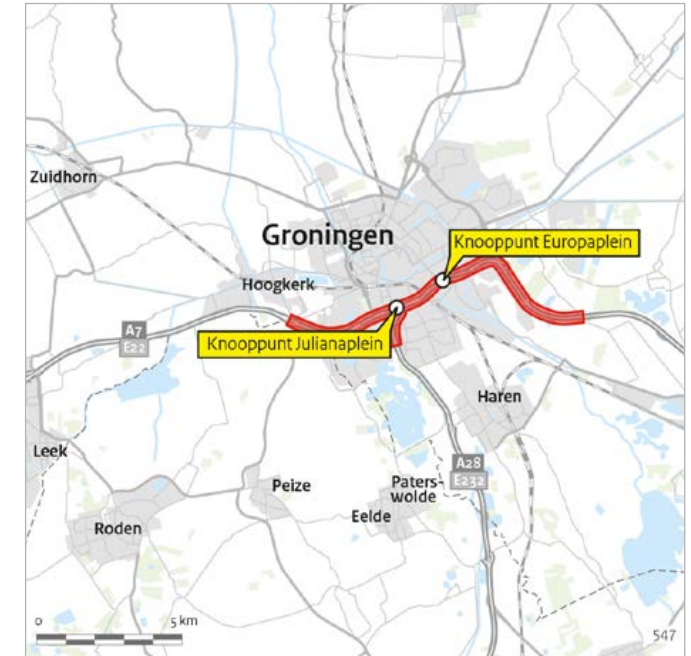 Zuidhorn
Groningen
Knooppunt Europaplein
Hoogkerk
A7
E22
Knooppunt Julianaplein
Haren
Leek
A28
E232
Peize
Paters-
wolde
Eelde
Roden
0
5 km
547